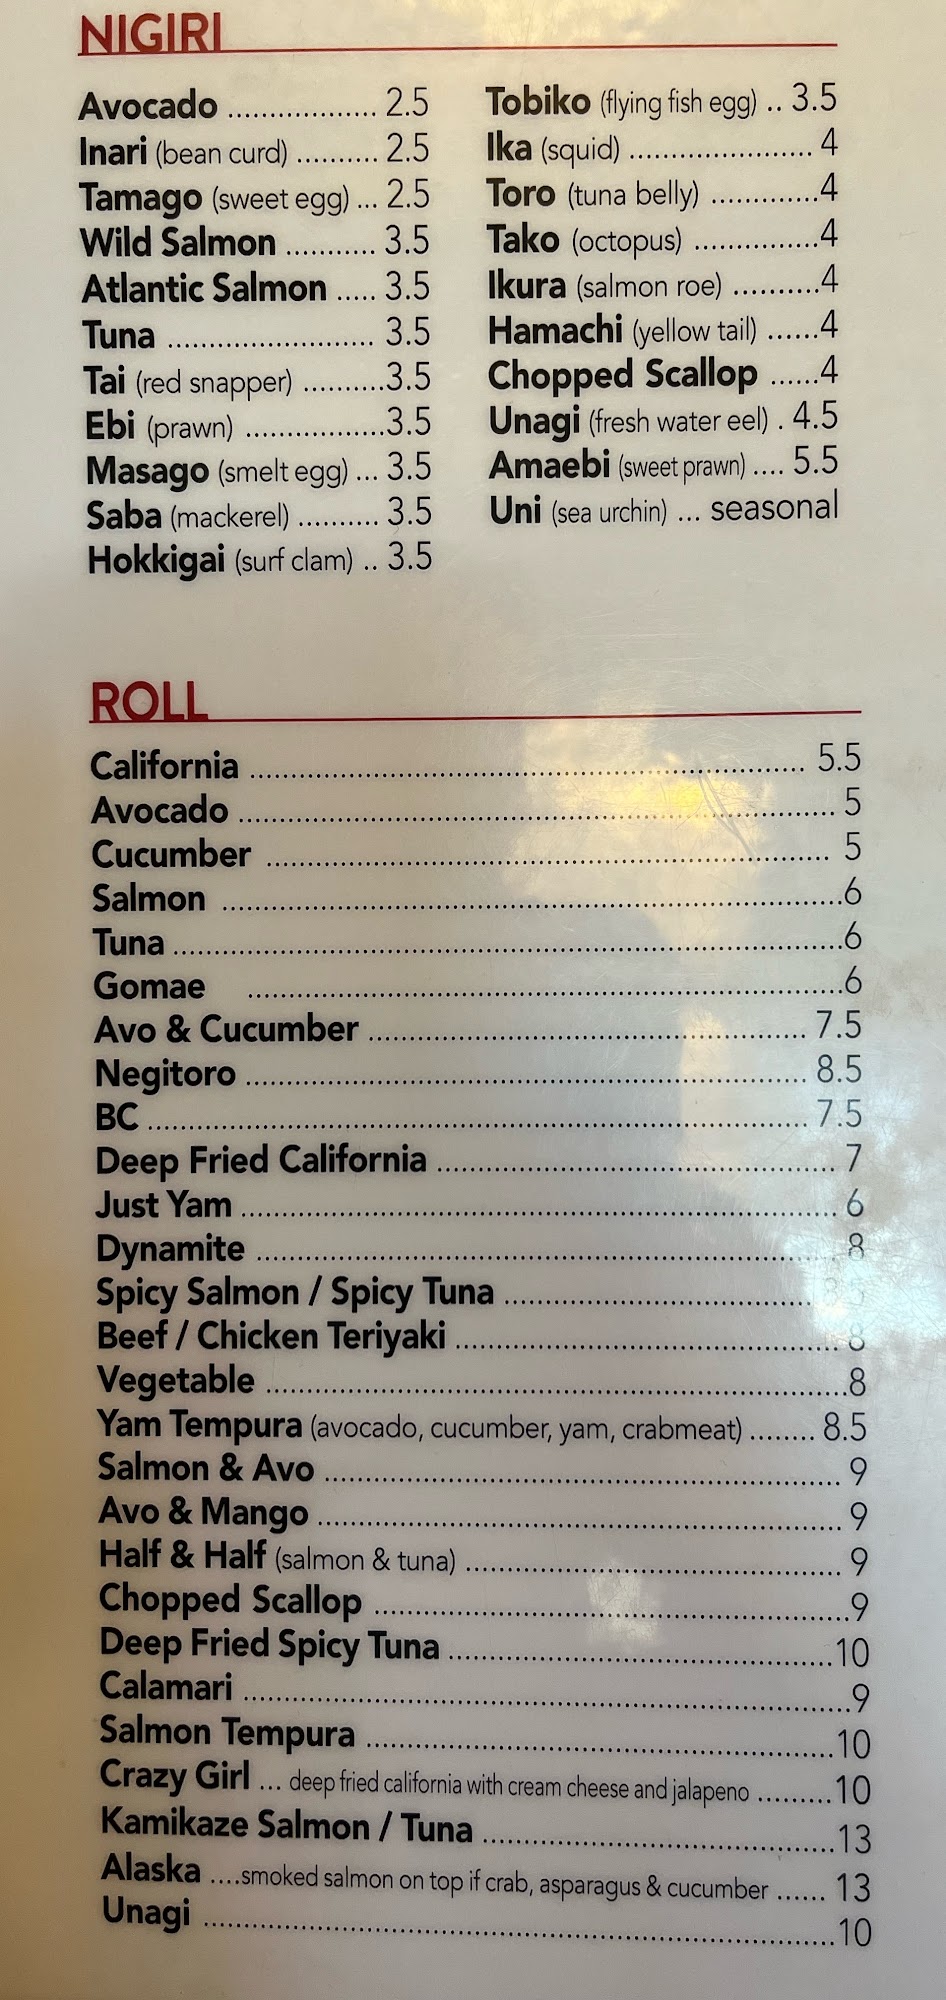 NIGIRI
Avocado .................. 2.5
Inari (bean curd) .......... 2.5
Tamago (sweet egg) ... 2.5
Wild Salmon ........... 3.5
Atlantic Salmon ..... 3.5
Tuna ......................... 3.5
Tai (red snapper) ..........3.5
Ebi (prawn) .................3.5
Masago (smelt egg) ... 3.5
Saba (mackerel) .......... 3.5
Hokkigai (surf clam) .. 3.5
Tobiko (flying fish egg) .. 3.5
Ika (squid) ...................... 4
Toro (tuna belly) .............4
Tako (octopus) ...............4
Ikura (salmon roe) ..........4
Hamachi (yellow tail) ......4
Chopped Scallop ......4
Unagi (fresh water eel) . 4.5
Amaebi (sweet prawn) .... 5.5
Uni (sea urchin) ... seasonal
ROLL
California ........................................ 5.5
Avocado ........................................ 5
Cucumber ........................................ 5
Salmon ........................................6
Tuna ........................................6
Gomae ........................................6
Avo & Cucumber ........................................ 7.5
Negitoro ........................................ 8.5
BC ........................................ 7.5
Deep Fried California ........................................ 7
Just Yam ........................................ 6
Dynamite ........................................ 8
Spicy Salmon / Spicy Tuna ........................................
Beef / Chicken Teriyaki ........................................ 8
Vegetable ........................................8
Yam Tempura (avocado, cucumber, yam, crabmeat) ........ 8.5
Salmon & Avo ........................................ 9
Avo & Mango ........................................ 9
Half & Half (salmon & tuna) ........................................ 9
Chopped Scallop ........................................9
Deep Fried Spicy Tuna ........................................10
Calamari ........................................9
Salmon Tempura ........................................10
Crazy Girl ... deep fried california with cream cheese and jalapeno .........10
Kamikaze Salmon / Tuna ........................................13
Alaska ....smoked salmon on top if crab, asparagus & cucumber ...... 13
Unagi ........................................10